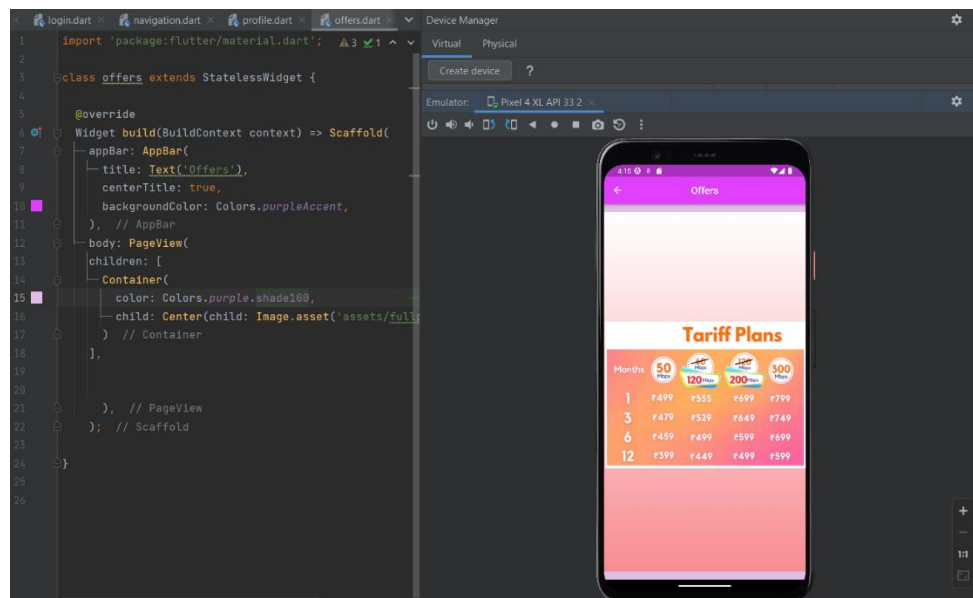 login.dart
navigation.dart
profile.dart
offers.dart
Device Manager
1 import 'package:flutter/material.dart'; 3 1
Virtual Physical
2
3 class offers extends StatelessWidget {
Create device ?
4
5 @override
Emulator: Pixel 4 XL API 33 2
6 Widget build(BuildContext context) => Scaffold(
7 appBar: AppBar(
8 title: Text('Offers'),
9 centerTitle: true,
10 backgroundColor: Colors.purpleAccent,
11 ), // AppBar
12 body: PageView(
13 children: [
14 Container(
15 color: Colors.purple.shade100,
16 child: Center(child: Image.asset('assets/full
17 ) // Container
18 ],
19
20
21 ), // PageView
22 ); // Scaffold
23
24 }
25
26
4:15
Offers
Tariff Plans
Months 50 Mbps 60 Mbps 120 Mbps 120 Mbps 200 Mbps 300 Mbps
1 ₹499 ₹555 ₹699 ₹799
3 ₹479 ₹529 ₹649 ₹749
6 ₹459 ₹499 ₹599 ₹699
12 ₹399 ₹449 ₹499 ₹599
1:1